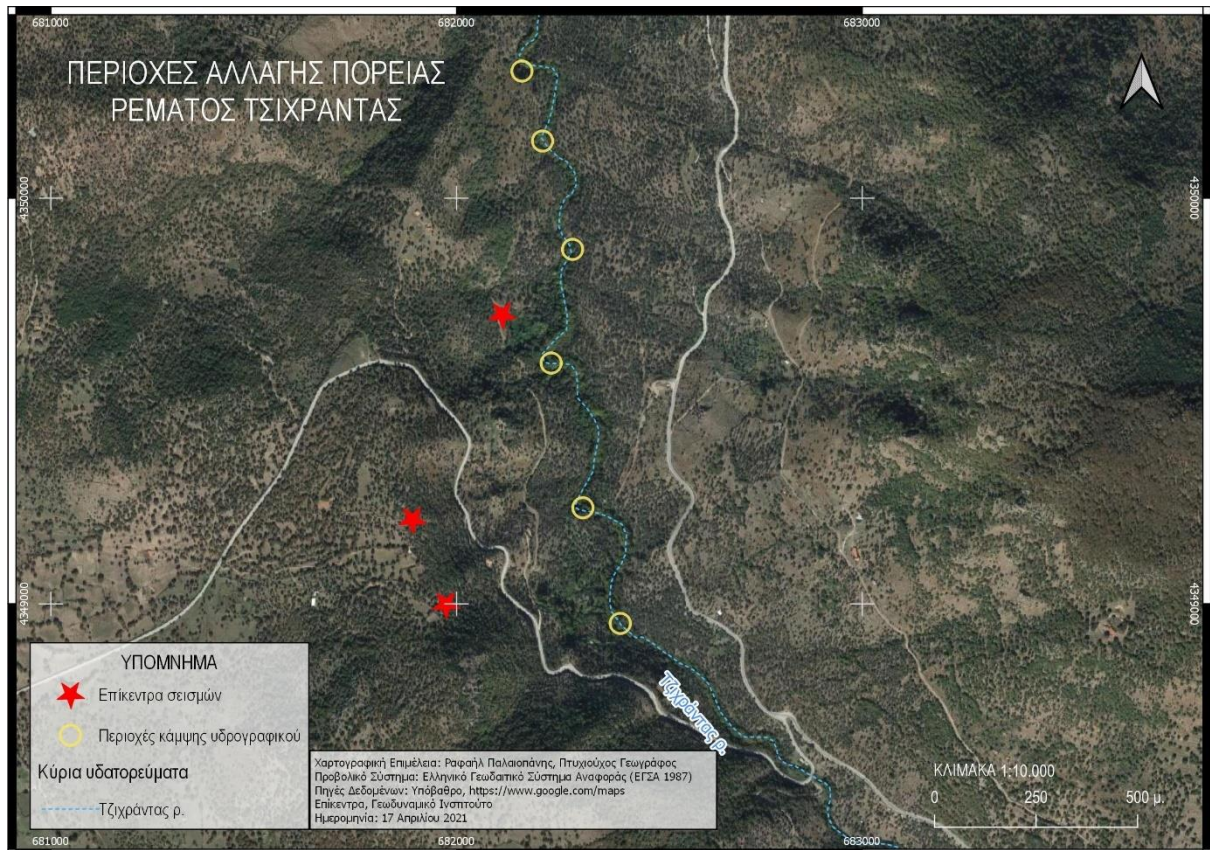 681000
682000
683000
ΠΕΡΙΟΧΕΣ ΑΛΛΑΓΗΣ ΠΟΡΕΙΑΣ
ΡΕΜΑΤΟΣ ΤΣΙΧΡΑΝΤΑΣ
4350000
4350000
4349000
4349000
ΥΠΟΜΝΗΜΑ
Επίκεντρα σεισμών
Περιοχές κάμψης υδρογραφικού
Κύρια υδατορεύματα
Τζιχράντας ρ.
Τζιχράντας ρ.
Χαρτογραφική Επιμέλεια: Ραφαήλ Παλαιοπάνης, Πτυχιούχος Γεωγράφος
Προβολικό Σύστημα: Ελληνικό Γεωδαιτικό Σύστημα Αναφοράς (ΕΓΣΑ 1987)
Πηγές Δεδομένων: Υπόβαθρο, https://www.google.com/maps
Επίκεντρα, Γεωδυναμικό Ινστιτούτο
Ημερομηνία: 17 Απριλίου 2021
ΚΛΙΜΑΚΑ 1:10.000
0 250 500 μ.
681000
682000
683000